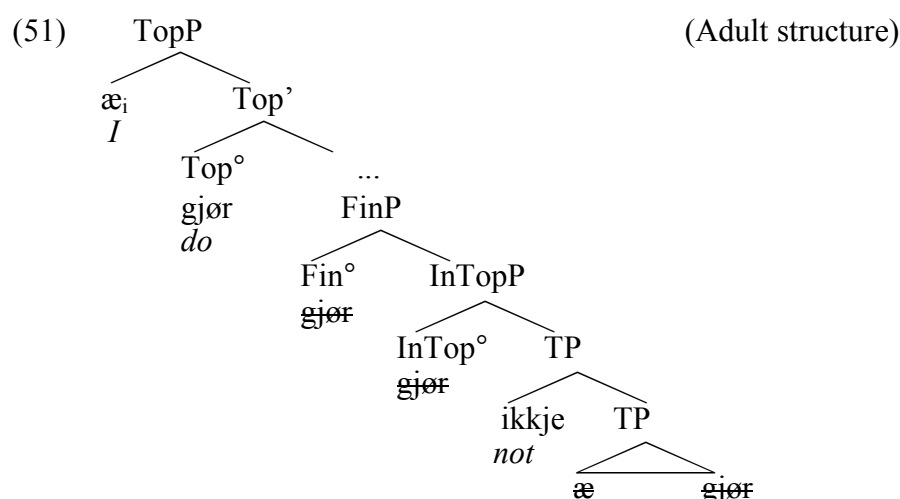 (51) TopP (Adult structure)
æi Top’
I
Top° ...
gjør FinP
do
Fin° InTopP
gjør
InTop° TP
gjør
ikkje TP
not
æ gjør